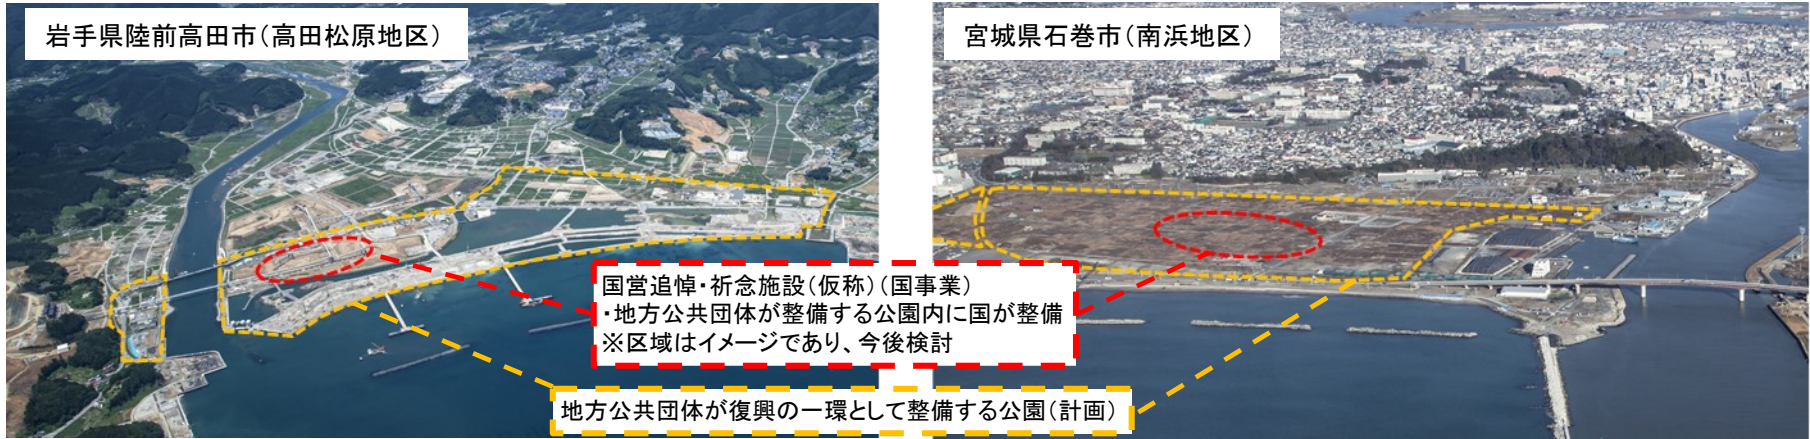 岩手県陸前高田市(高田松原地区)
宮城県石巻市(南浜地区)
国営追悼・祈念施設(仮称)(国事業)
・地方公共団体が整備する公園内に国が整備
※区域はイメージであり、今後検討
地方公共団体が復興の一環として整備する公園(計画)